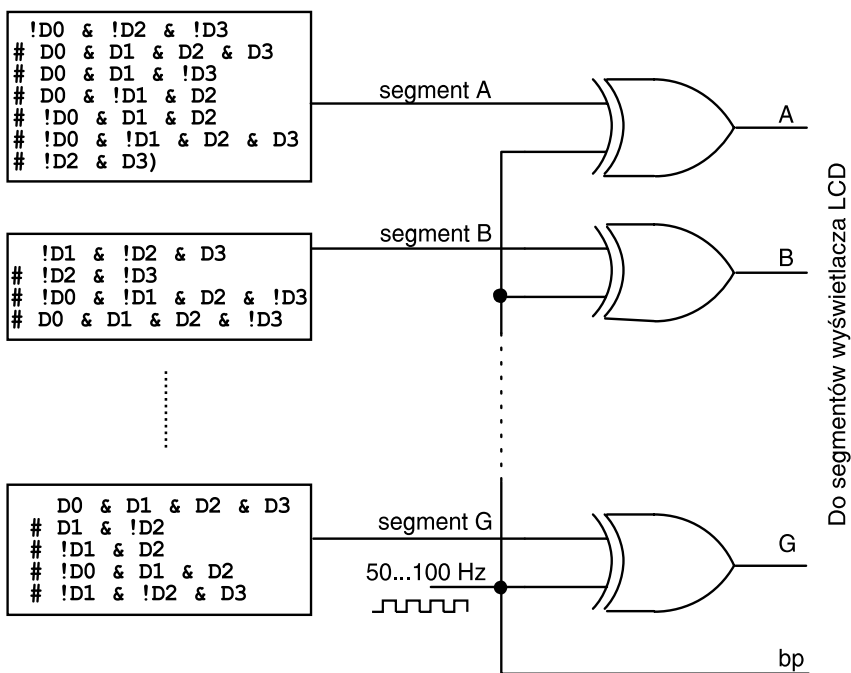 !D0 & !D2 & !D3
# D0 & D1 & D2 & D3
# D0 & D1 & !D3
# D0 & !D1 & D2
# !D0 & D1 & D2
# !D0 & !D1 & D2 & D3
# !D2 & D3)
segment A
A
!D1 & !D2 & D3
# !D2 & !D3
# !D0 & !D1 & D2 & !D3
# D0 & D1 & D2 & !D3
segment B
B
D0 & D1 & D2 & D3
# D1 & !D2
# !D1 & D2
# !D0 & D1 & D2
# !D1 & !D2 & D3
segment G
50...100 Hz
G
bp
Do segmentów wyświetlacza LCD